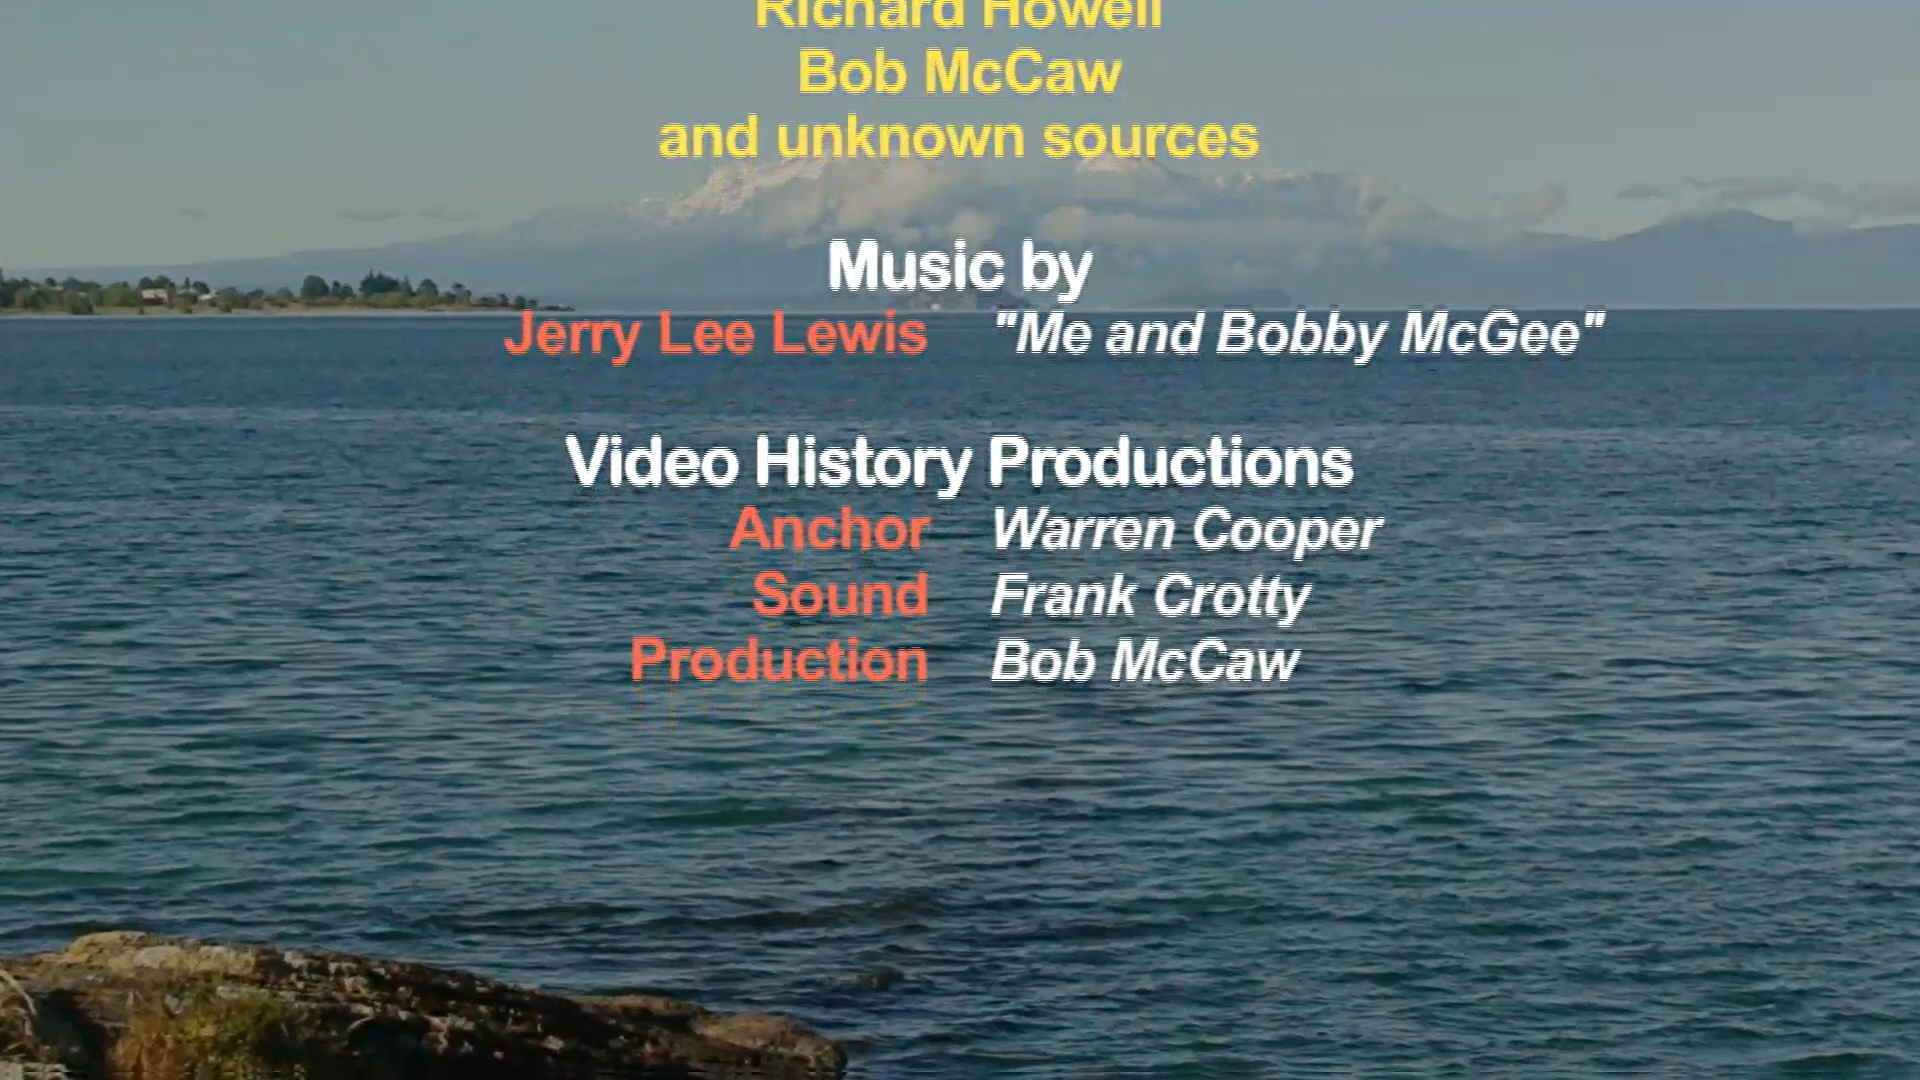 Richard Howell
Bob McCaw
and unknown sources
Music by
Jerry Lee Lewis "Me and Bobby McGee"
Video History Productions
Anchor Warren Cooper
Sound Frank Crotty
Production Bob McCaw